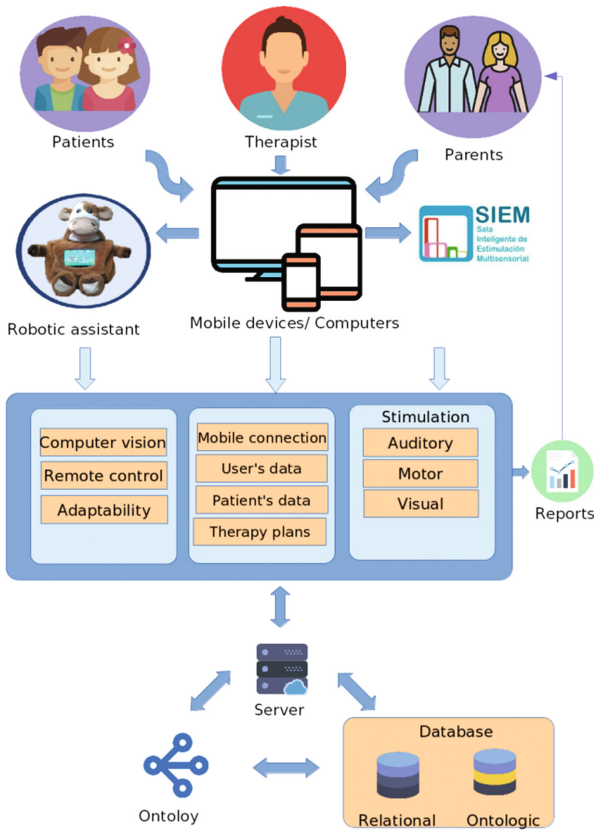 Patients
Therapist
Parents
SIEM
Sala
Inteligente de
Estimulación
Multisensorial
Robotic assistant
Mobile devices/ Computers
Computer vision
Remote control
Adaptability
Mobile connection
User's data
Patient's data
Therapy plans
Stimulation
Auditory
Motor
Visual
Reports
Server
Ontoloy
Database
Relational
Ontologic